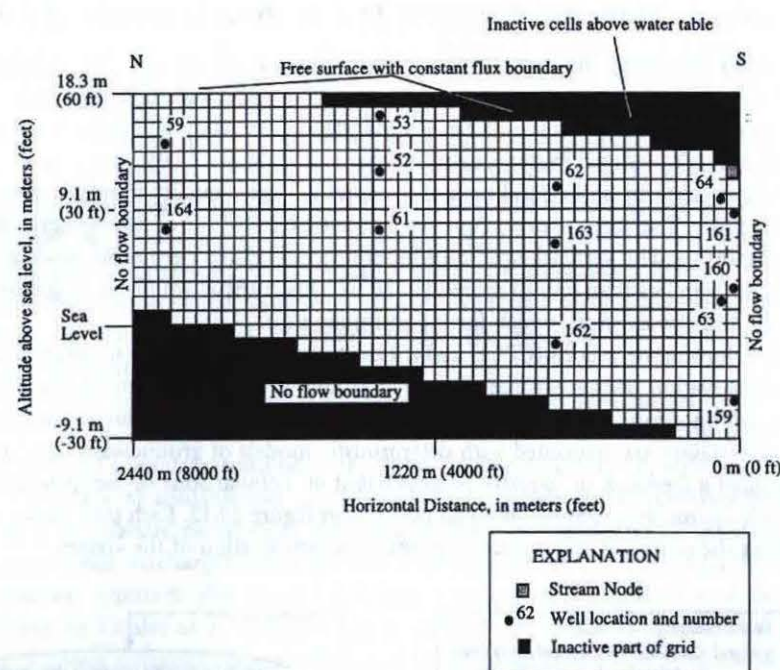 Inactive cells above water table
N
S
Free surface with constant flux boundary
18.3 m
(60 ft)
59
53
52
62
64
9.1 m
(30 ft)
164
61
163
161
160
Sea
Level
63
162
159
No flow boundary
No flow boundary
No flow boundary
-9.1 m
(-30 ft)
Altitude above sea level, in meters (feet)
2440 m (8000 ft)
1220 m (4000 ft)
0 m (0 ft)
Horizontal Distance, in meters (feet)
EXPLANATION
Stream Node
62 Well location and number
Inactive part of grid